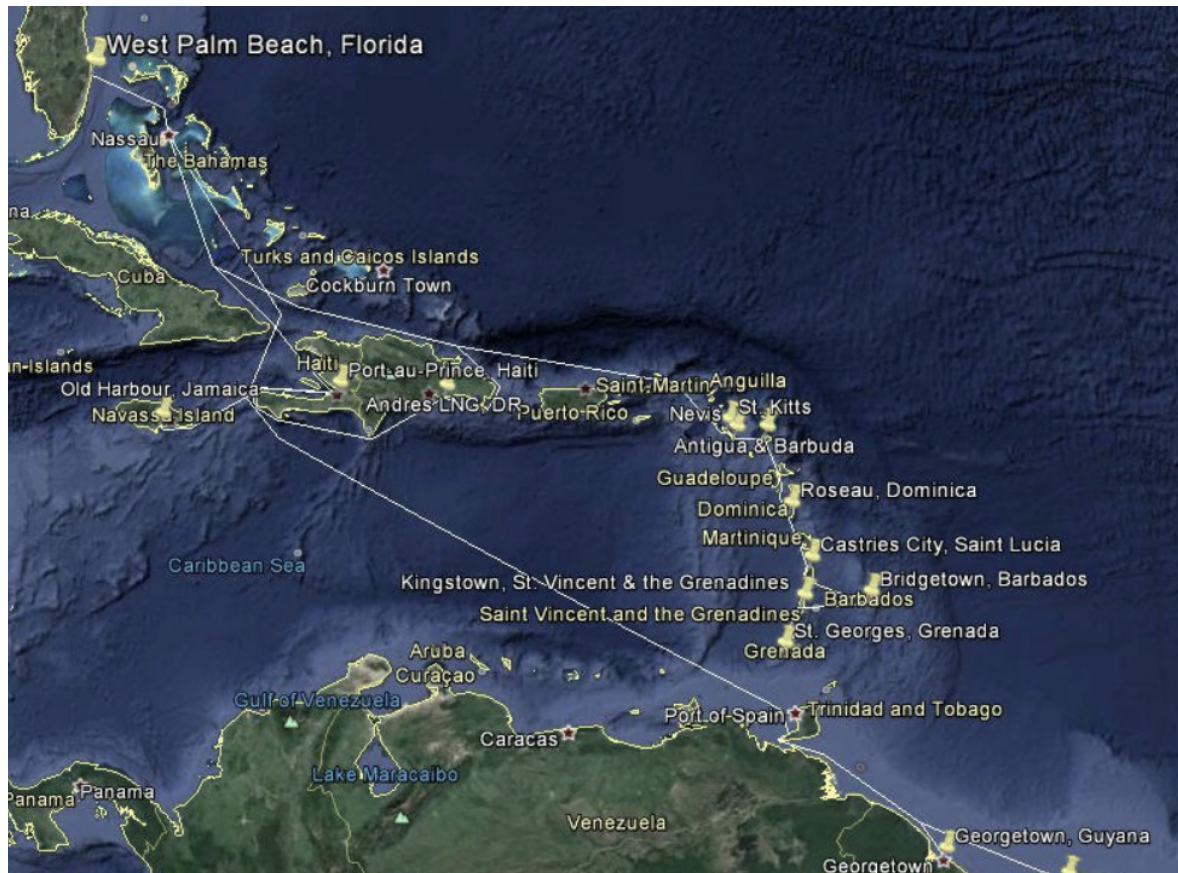 West Palm Beach, Florida
Nassau
The Bahamas
Turks and Caicos Islands
na
Cuba
Cockburn Town
an-Islands
Haiti
Port-au-Prince, Haiti
Old Harbour, Jamaica
Saint-Martin
Anguilla
Navassa Island
Andres LNG, DR
Puerto Rico
Nevis
St. Kitts
Antigua & Barbuda
Guadeloupe
Roseau, Dominica
Dominica
Martinique
Castries City, Saint Lucia
Caribbean Sea
Kingstown, St. Vincent & the Grenadines
Bridgetown, Barbados
Barbados
Saint Vincent and the Grenadines
St. Georges, Grenada
Grenada
Aruba
Curaçao
Gulf of Venezuela
Port of Spain
Trinidad and Tobago
Caracas
Lake Maracaibo
Panama
Panama
Venezuela
Georgetown, Guyana
Georgetown